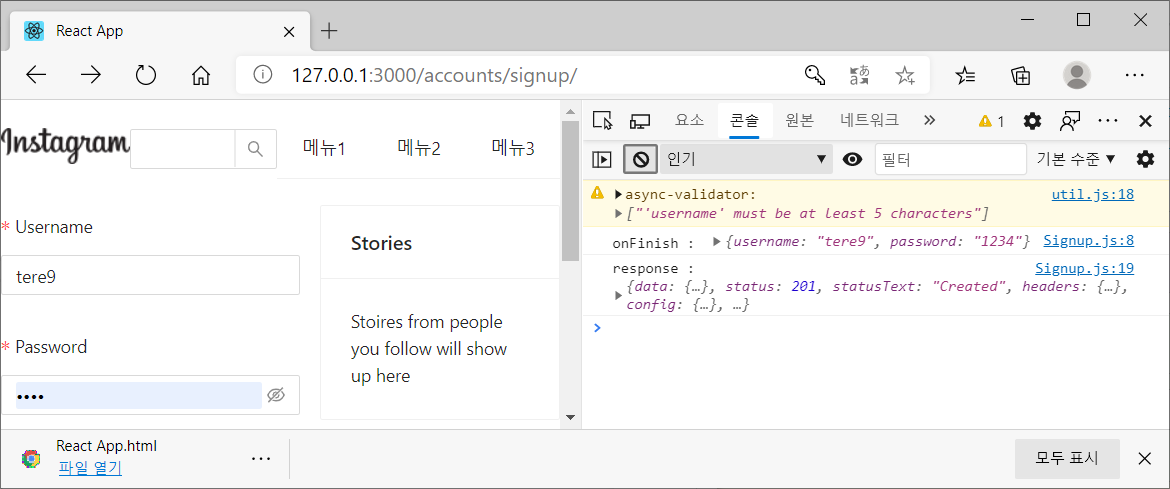 React App
127.0.0.1:3000/accounts/signup/
Instagram
메뉴1 메뉴2 메뉴3
* Username
tere9
* Password
••••
Stories
Stoires from people
you follow will show
up here
요소 콘솔 원본 네트워크 » 1
인기 필터 기본 수준
async-validator: util.js:18
["'username' must be at least 5 characters"]
onFinish : {username: "tere9", password: "1234"} Signup.js:8
response : Signup.js:19
{data: {…}, status: 201, statusText: "Created", headers: {…},
config: {…}, …}
React App.html
파일 열기
모두 표시